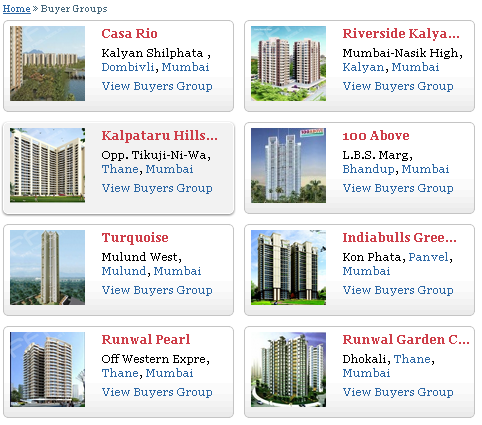 Home » Buyer Groups
Casa Rio
Kalyan Shilphata ,
Dombivli, Mumbai
View Buyers Group
Riverside Kalya...
Mumbai-Nasik High,
Kalyan, Mumbai
View Buyers Group
Kalpataru Hills...
Opp. Tikuji-Ni-Wa,
Thane, Mumbai
View Buyers Group
100 Above
L.B.S. Marg,
Bhandup, Mumbai
View Buyers Group
Turquoise
Mulund West,
Mulund, Mumbai
View Buyers Group
Indiabulls Gree...
Kon Phata, Panvel,
Mumbai
View Buyers Group
Runwal Pearl
Off Western Expre,
Thane, Mumbai
View Buyers Group
Runwal Garden C...
Dhokali, Thane,
Mumbai
View Buyers Group